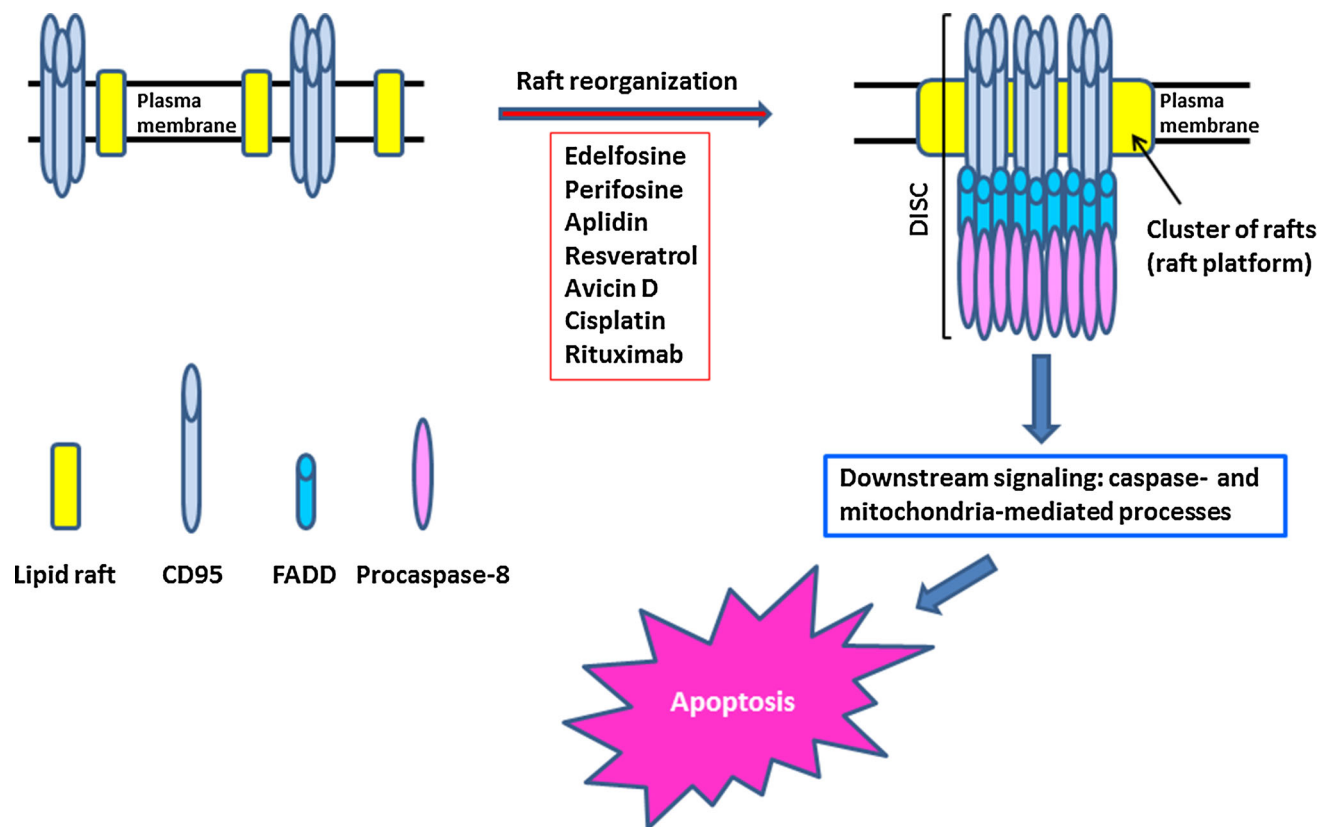 Plasma
membrane
Raft reorganization
Edelfosine
Perifosine
Aplidin
Resveratrol
Avicin D
Cisplatin
Rituximab
DISC
Plasma
membrane
Cluster of rafts
(raft platform)
Downstream signaling: caspase- and
mitochondria-mediated processes
Lipid raft
CD95
FADD
Procaspase-8
Apoptosis